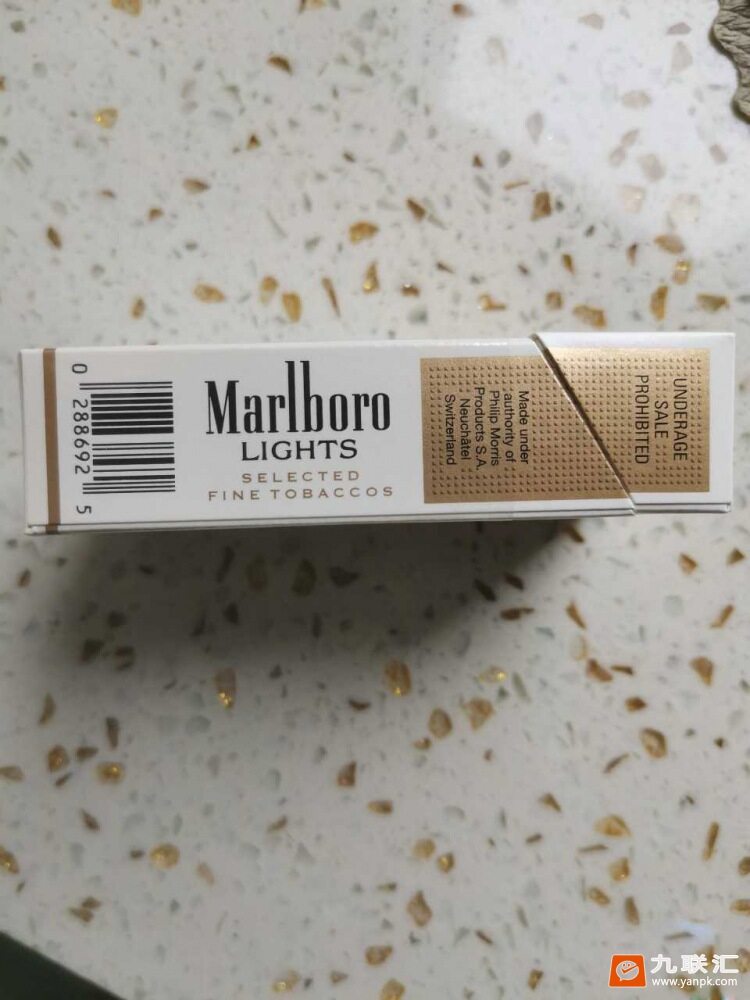 Marlboro
LIGHTS
SELECTED
FINE TOBACCOS
0 288692 5
Made under
authority of
Philip Morris
Products S.A.
Neuchâtel
Switzerland
UNDERAGE
SALE
PROHIBITED
九联汇
www.yanpk.com